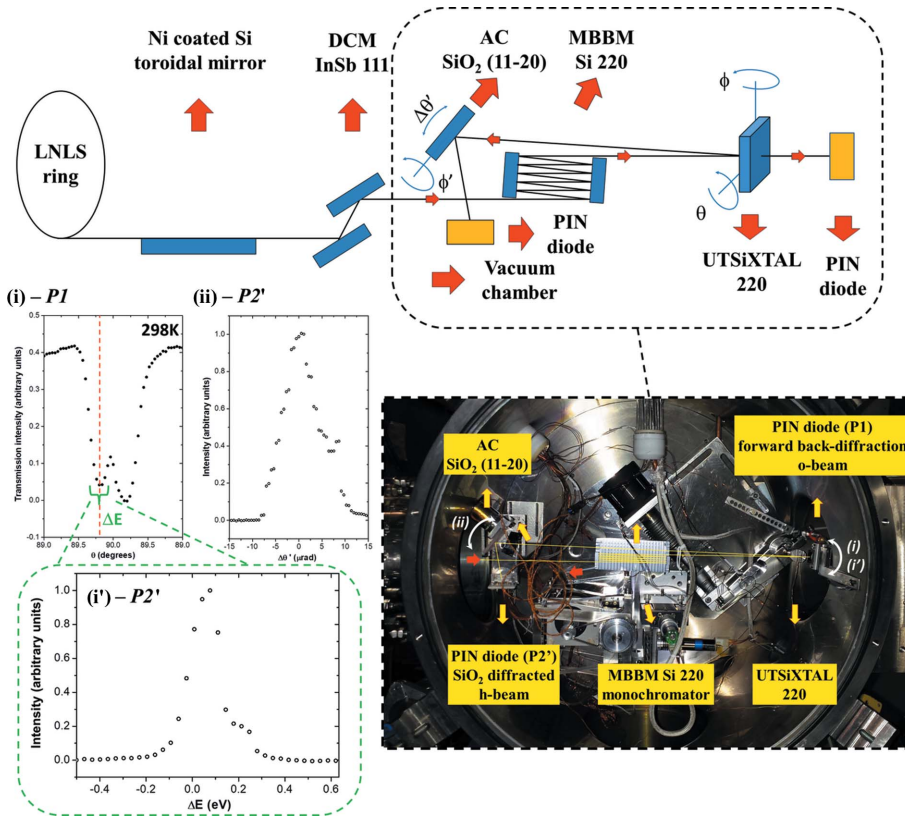 Ni coated Si
toroidal mirror
DCM
InSb 111
AC
SiO₂ (11-20)
MBBM
Si 220
LNLS
ring
Δθ'
ϕ'
ϕ
θ
PIN
diode
Vacuum
chamber
UTSiXTAL
220
PIN
diode
(i) – P1
298K
Transmission intensity (arbitrary units)
0.5
0.4
0.3
0.2
0.1
0.0
-0.1
89.0 89.5 90.0 89.5 89.0
θ (degrees)
ΔE
(ii) – P2'
Intensity (arbitrary units)
1.0
0.8
0.6
0.4
0.2
0.0
-15 -10 -5 0 5 10 15
Δθ' (μrad)
(i') – P2'
Intensity (arbitrary units)
1.0
0.8
0.6
0.4
0.2
0.0
-0.4 -0.2 0.0 0.2 0.4 0.6
ΔE (eV)
AC
SiO₂ (11-20)
PIN diode (P1)
forward back-diffraction
o-beam
(ii)
(i)
(i')
PIN diode (P2')
SiO₂ diffracted
h-beam
MBBM Si 220
monochromator
UTSiXTAL
220